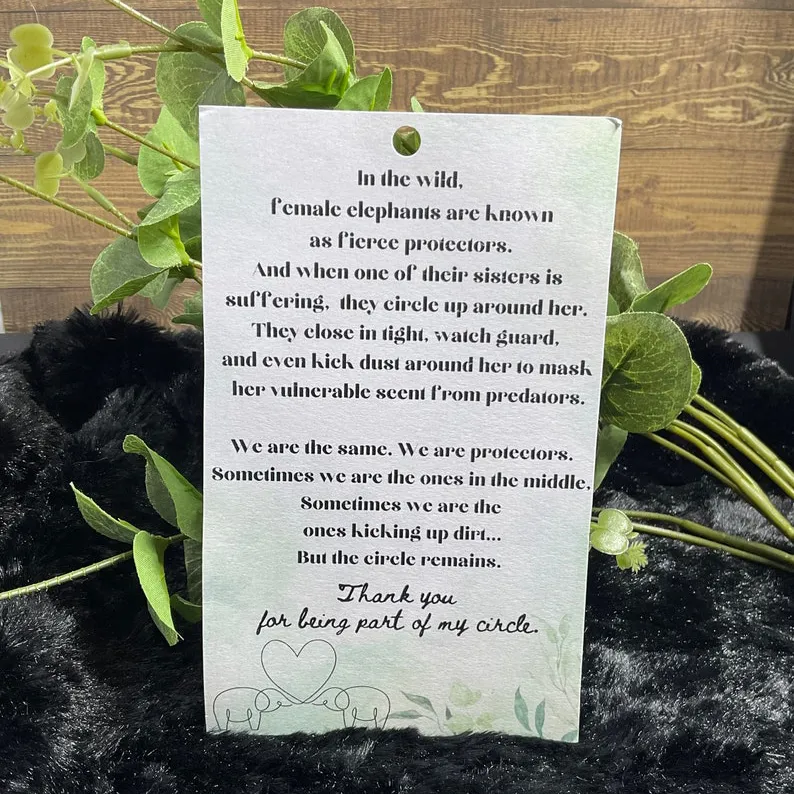 In the wild,
female elephants are known
as fierce protectors.
And when one of their sisters is
suffering, they circle up around her.
They close in tight, watch guard,
and even kick dust around her to mask
her vulnerable scent from predators.
We are the same. We are protectors.
Sometimes we are the ones in the middle,
Sometimes we are the
ones kicking up dirt...
But the circle remains.
Thank you
for being part of my circle.